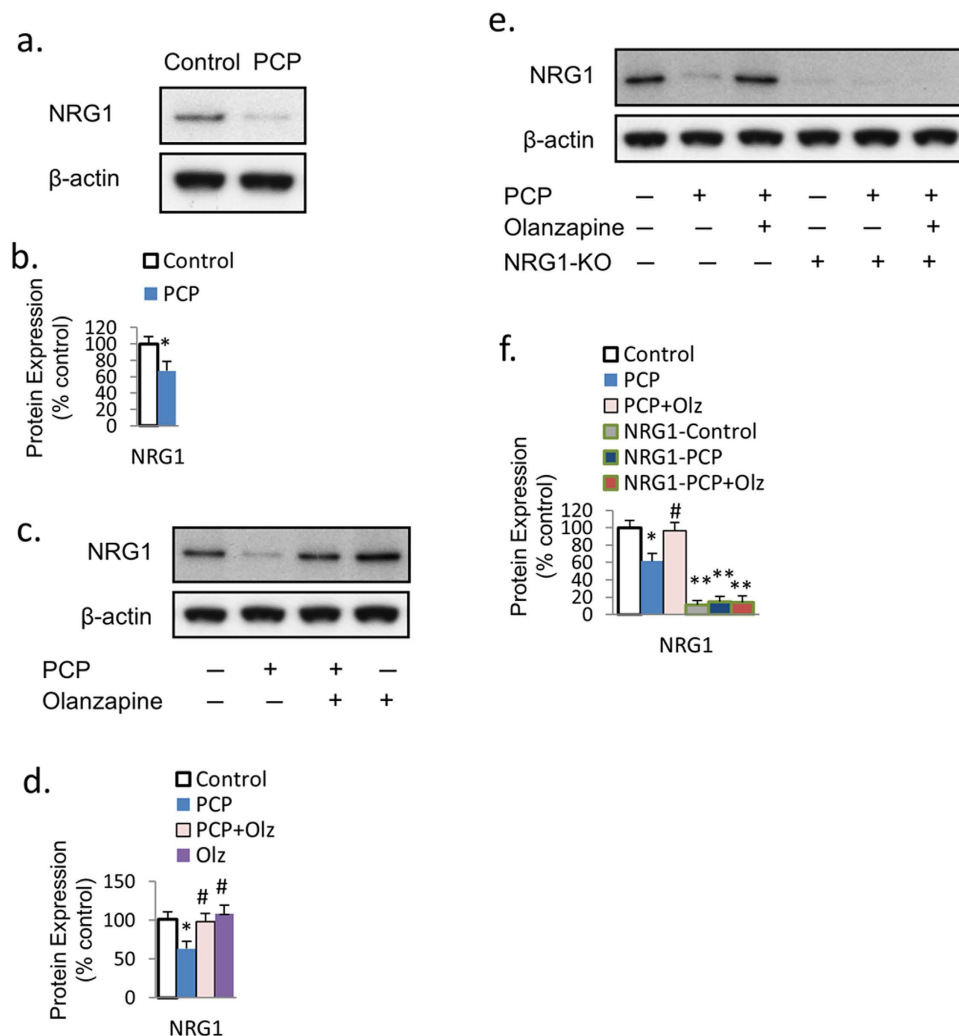 a.
Control PCP
NRG1
β-actin
b.
Control
PCP
Protein Expression
(% control)
120
100
80
60
40
20
0
*
NRG1
c.
NRG1
β-actin
PCP – + + –
Olanzapine – – + +
d.
Control
PCP
PCP+Olz
Olz
Protein Expression
(% control)
150
100
50
0
* # #
NRG1
e.
NRG1
β-actin
PCP – + + – + +
Olanzapine – – + – – +
NRG1-KO – – – + + +
f.
Control
PCP
PCP+Olz
NRG1-Control
NRG1-PCP
NRG1-PCP+Olz
Protein Expression
(% control)
120
100
80
60
40
20
0
* # ** ** **
NRG1